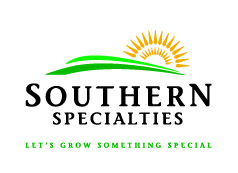 SOUTHERN
SPECIALTIES
LET'S GROW SOMETHING SPECIAL